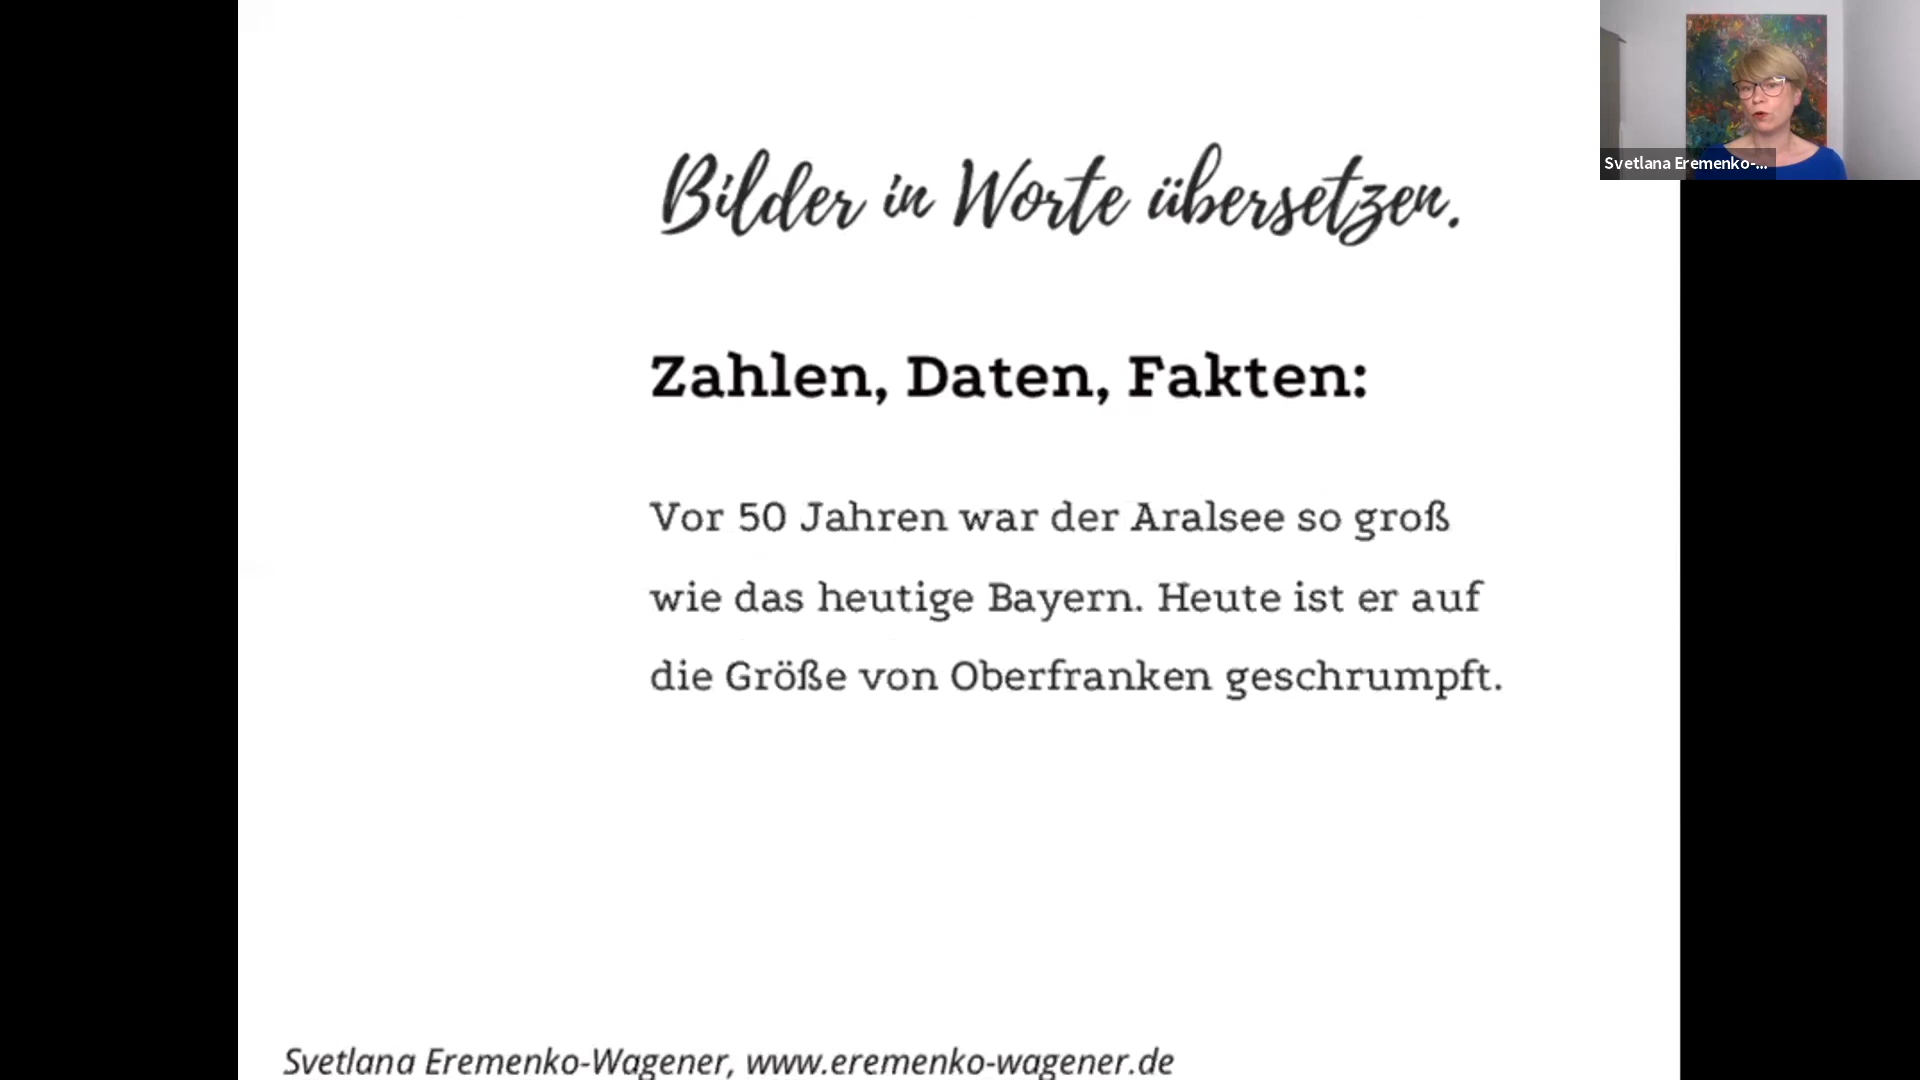 Bilder in Worte übersetzen.
Svetlana Eremenko-...
Zahlen, Daten, Fakten:
Vor 50 Jahren war der Aralsee so groß
wie das heutige Bayern. Heute ist er auf
die Größe von Oberfranken geschrumpft.
Svetlana Eremenko-Wagener, www.eremenko-wagener.de